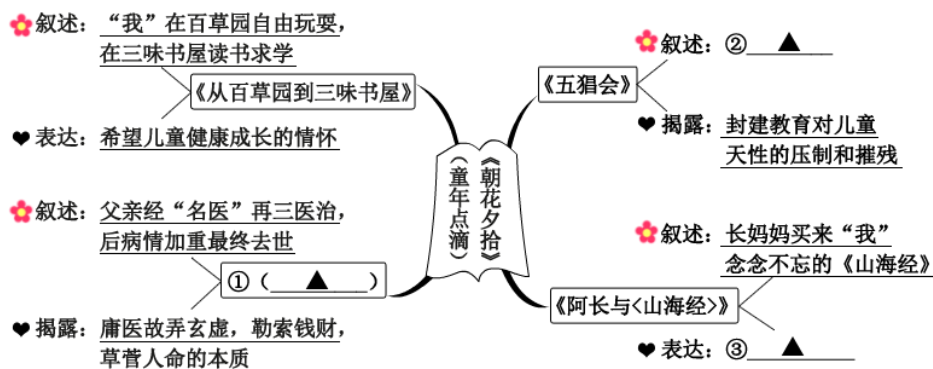 叙述：“我”在百草园自由玩耍，
在三味书屋读书求学
《从百草园到三味书屋》
表达：希望儿童健康成长的情怀
叙述：父亲经“名医”再三医治，
后病情加重最终去世
①（▲）
揭露：庸医故弄玄虚，勒索钱财，
草菅人命的本质
《朝花夕拾》
（童年点滴）
叙述：②▲
《五猖会》
揭露：封建教育对儿童
天性的压制和摧残
叙述：长妈妈买来“我”
念念不忘的《山海经》
《阿长与<山海经>》
表达：③▲